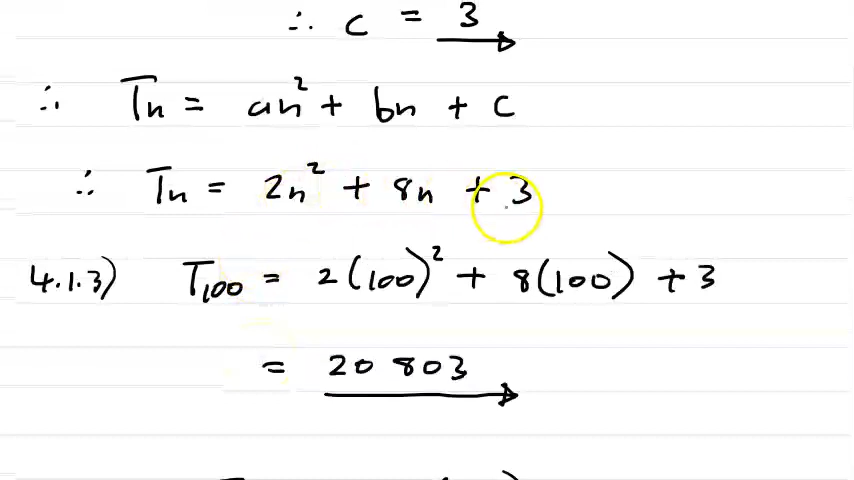 ∴ c = 3
∴ Tn = an² + bn + c
∴ Tn = 2n² + 8n + 3
4.1.3) T₁₀₀ = 2(100)² + 8(100) + 3
= 20 803